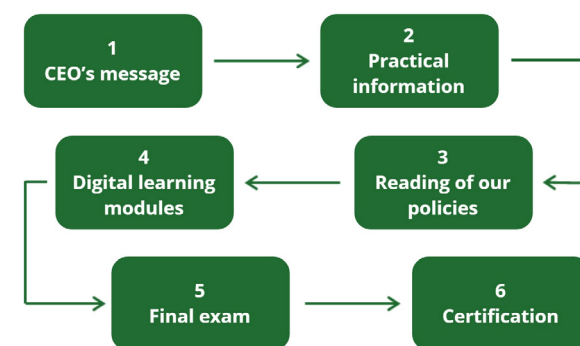 1
CEO’s message
2
Practical
information
3
Reading of our
policies
4
Digital learning
modules
5
Final exam
6
Certification